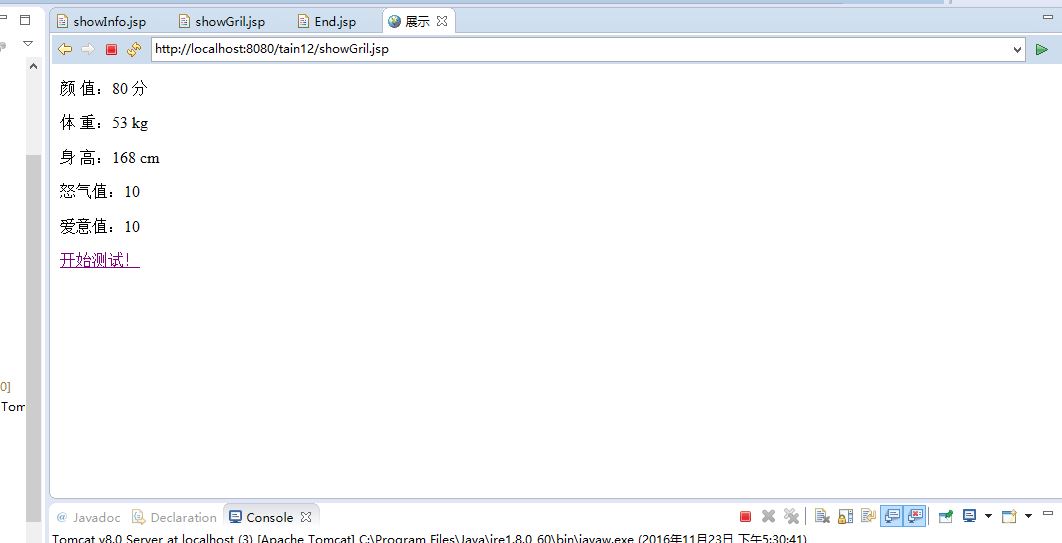 showInfo.jsp showGril.jsp End.jsp 展示
http://localhost:8080/tain12/showGril.jsp
颜 值：80 分
体 重：53 kg
身 高：168 cm
怒气值：10
爱意值：10
开始测试！
0]
Tom
@ Javadoc Declaration Console
Tomcat v8.0 Server at localhost (3) [Apache Tomcat] C:\Program Files\Java\jre1.8.0_60\bin\javaw.exe (2016年11月23日 下午5:30:41)